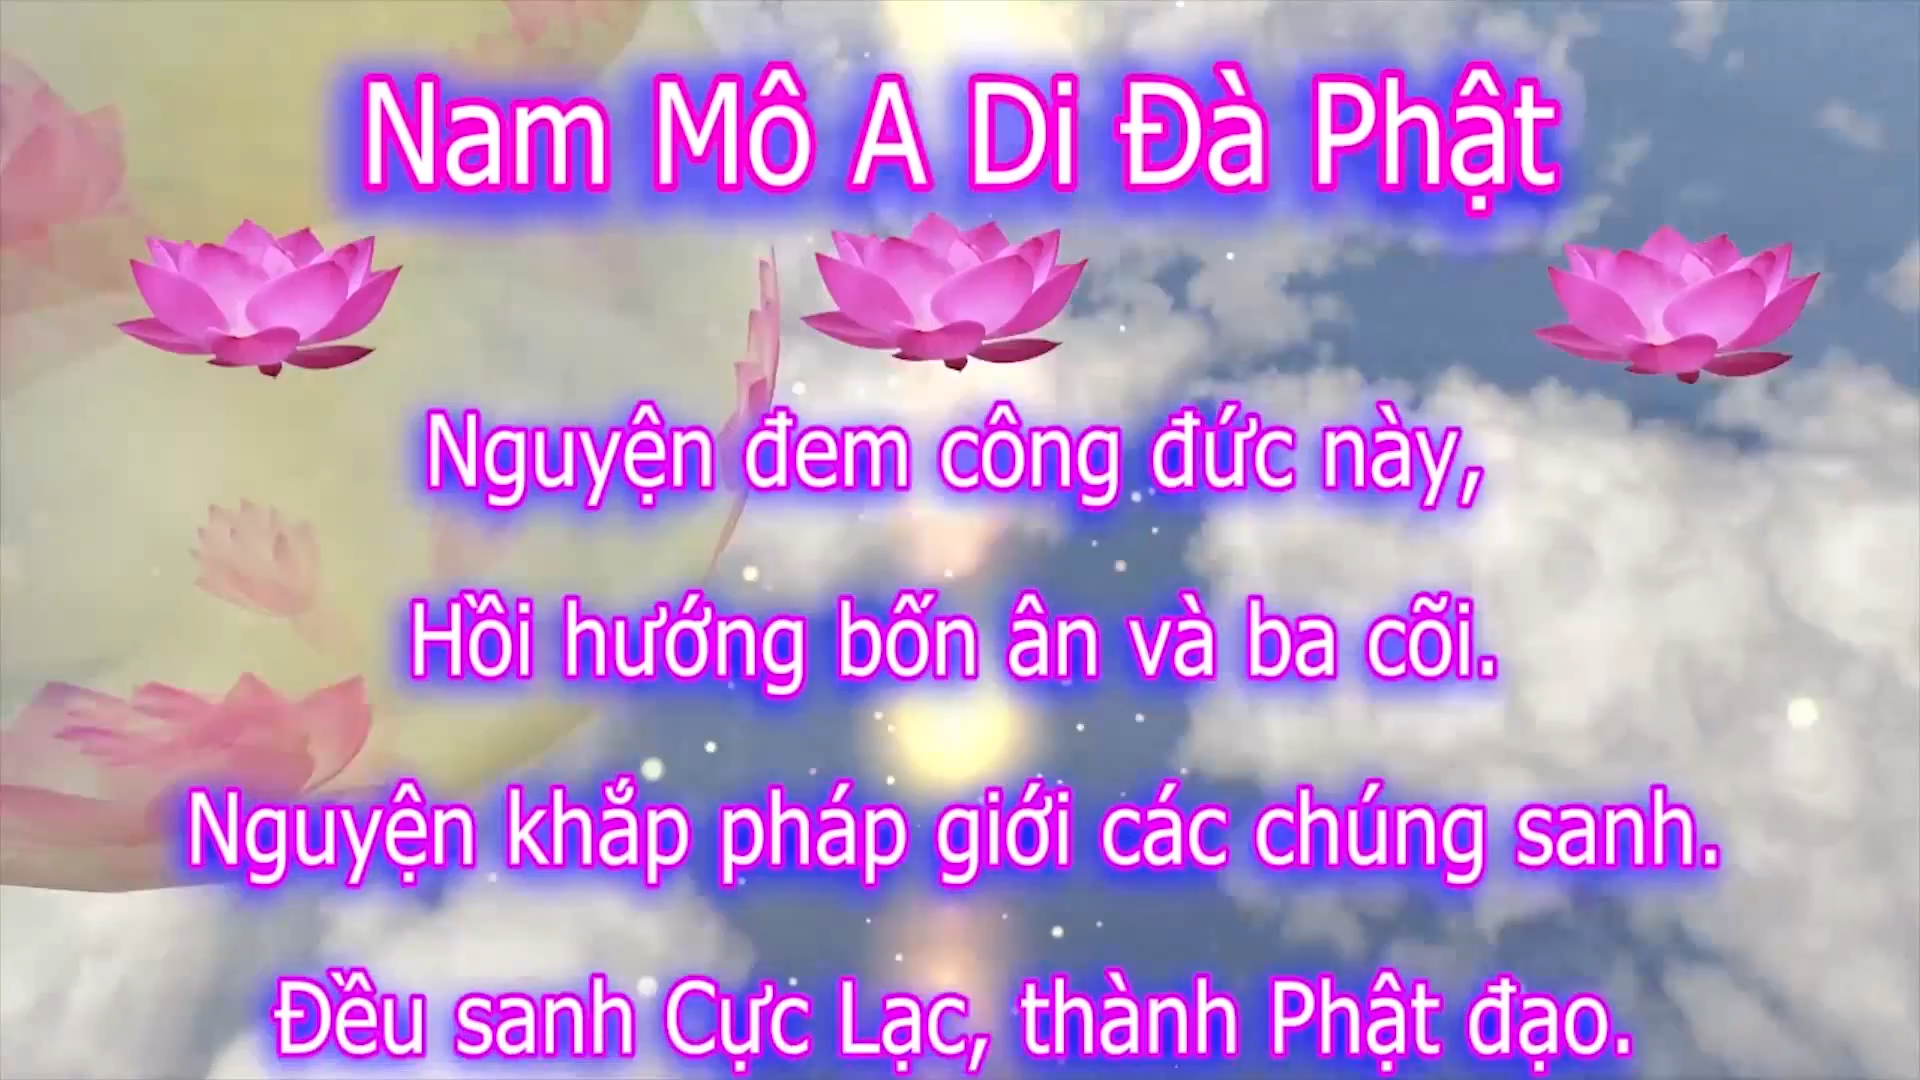 Nam Mô A Di Đà Phật
Nguyện đem công đức này,
Hồi hướng bốn ân và ba cõi.
Nguyện khắp pháp giới các chúng sanh.
Đều sanh Cực Lạc, thành Phật đạo.